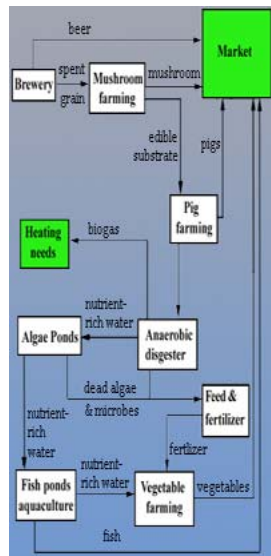 beer
Market
Brewery
spent
grain
Mushroom
farming
mushroom
edible
substrate
pigs
Pig
farming
Heating
needs
biogas
nutrient-
rich water
Algae Ponds
Anaerobic
disgester
dead algae
& microbes
Feed &
fertilizer
nutrient-
rich
water
nutrient-
rich water
fertlizer
Fish ponds
aquaculture
Vegetable
farming
vegetables
fish